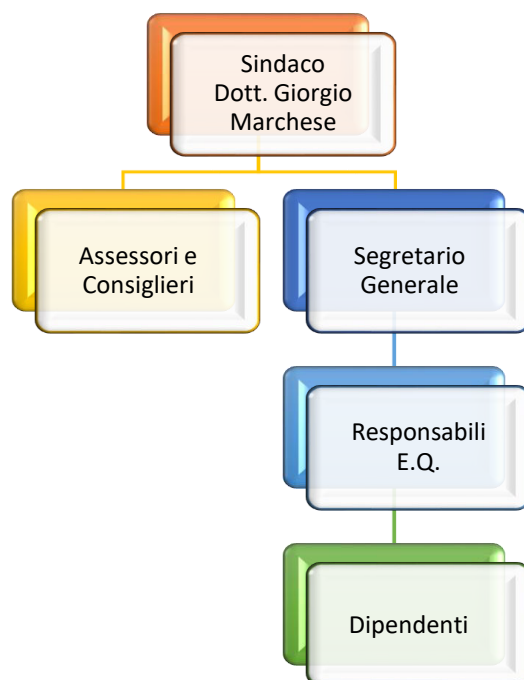 Sindaco
Dott. Giorgio
Marchese
Assessori e
Consiglieri
Segretario
Generale
Responsabili
E.Q.
Dipendenti